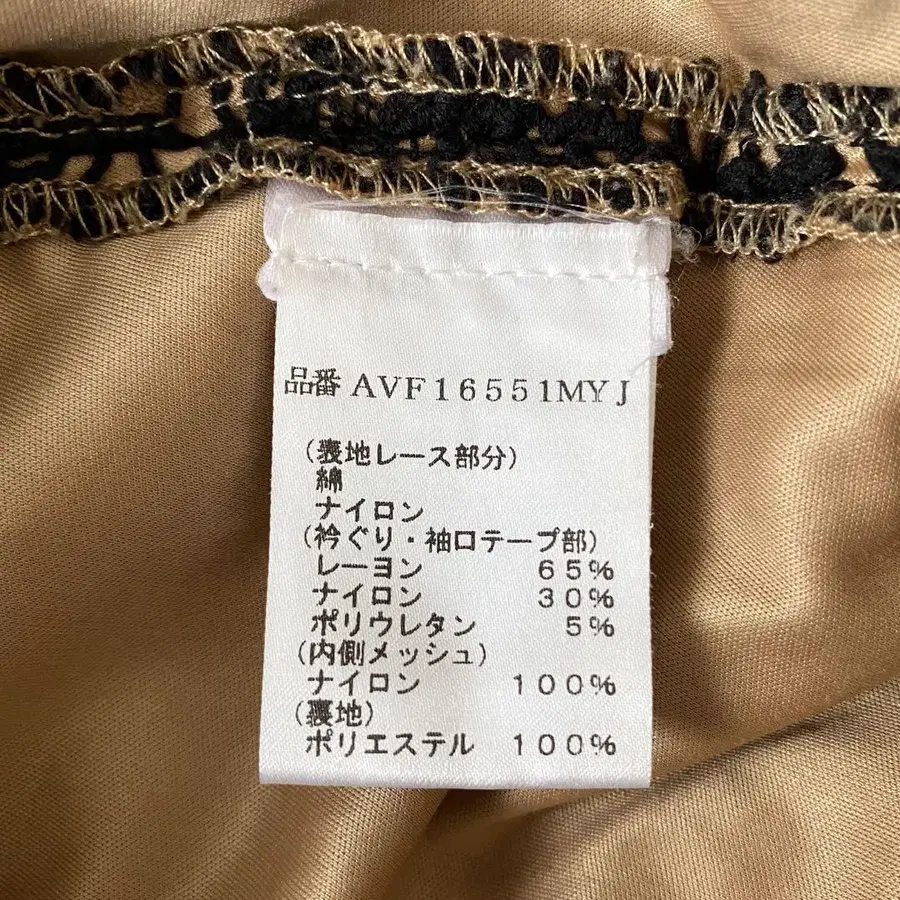 品番 AVF16551MYJ
(裏地レース部分)
綿
ナイロン
(衿ぐり・袖口テープ部)
レーヨン 65%
ナイロン 30%
ポリウレタン 5%
(内側メッシュ)
ナイロン 100%
(裏地)
ポリエステル 100%